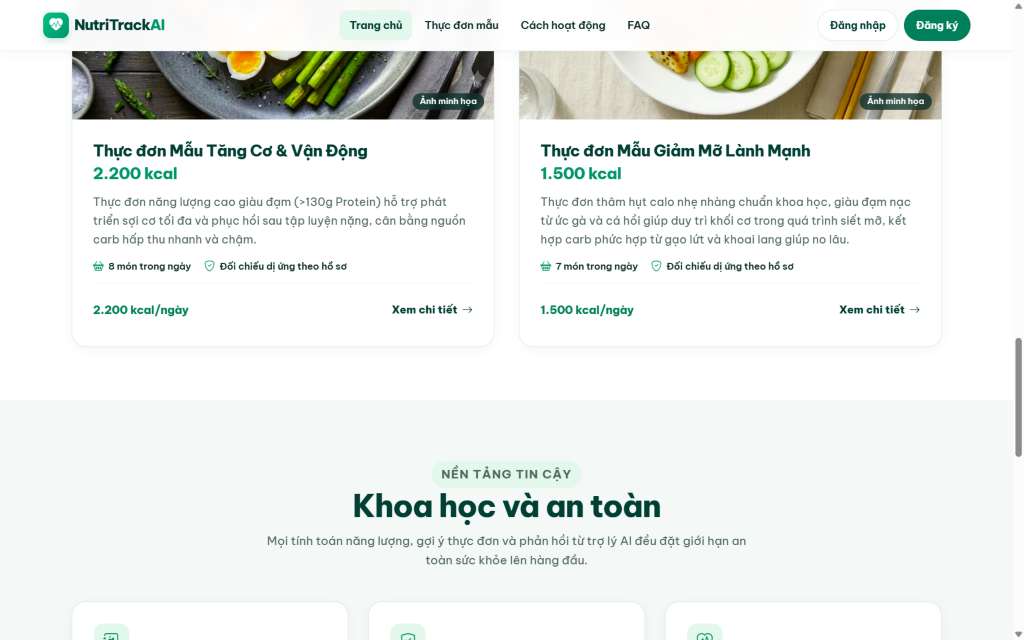 NutriTrackAI
Trang chủ
Thực đơn mẫu
Cách hoạt động
FAQ
Đăng nhập
Đăng ký
Ảnh minh họa
Ảnh minh họa
Thực đơn Mẫu Tăng Cơ & Vận Động
2.200 kcal
Thực đơn năng lượng cao giàu đạm (>130g Protein) hỗ trợ phát
triển sợi cơ tối đa và phục hồi sau tập luyện nặng, cân bằng nguồn
carb hấp thu nhanh và chậm.
8 món trong ngày
Đối chiếu dị ứng theo hồ sơ
2.200 kcal/ngày
Xem chi tiết →
Thực đơn Mẫu Giảm Mỡ Lành Mạnh
1.500 kcal
Thực đơn thâm hụt calo nhẹ nhàng chuẩn khoa học, giàu đạm nạc
từ ức gà và cá hồi giúp duy trì khối cơ trong quá trình siết mỡ, kết
hợp carb phức hợp từ gạo lứt và khoai lang giúp no lâu.
7 món trong ngày
Đối chiếu dị ứng theo hồ sơ
1.500 kcal/ngày
Xem chi tiết →
NỀN TẢNG TIN CẬY
Khoa học và an toàn
Mọi tính toán năng lượng, gợi ý thực đơn và phản hồi từ trợ lý AI đều đặt giới hạn an
toàn sức khỏe lên hàng đầu.